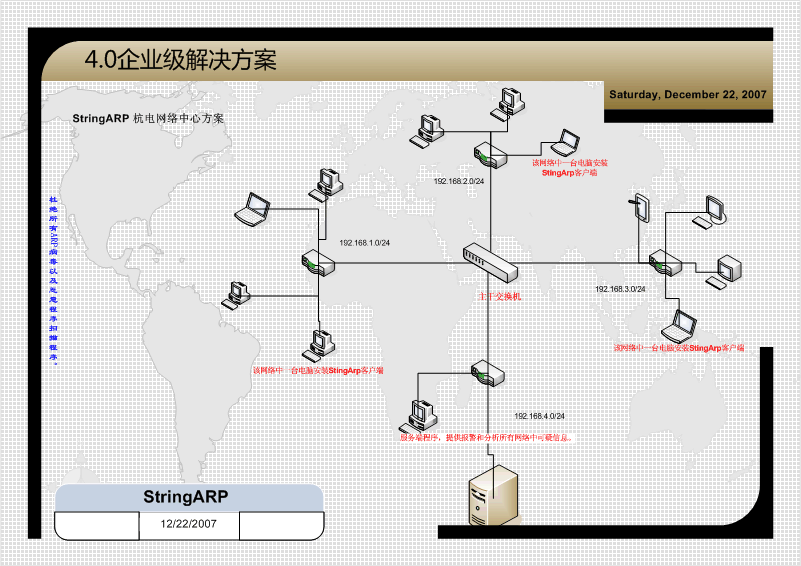 4.0企业级解决方案
Saturday, December 22, 2007
StringARP 杭电网络中心方案
该网络中一台电脑安装
StingArp客户端
192.168.2.0/24
192.168.1.0/24
杜绝所有ARP病毒以及恶意程序扫描程序。
192.168.3.0/24
主干交换机
该网络中一台电脑安装StingArp客户端
该网络中一台电脑安装StingArp客户端
192.168.4.0/24
服务端程序,提供报警和分析所有网络中可疑信息。
StringARP
12/22/2007